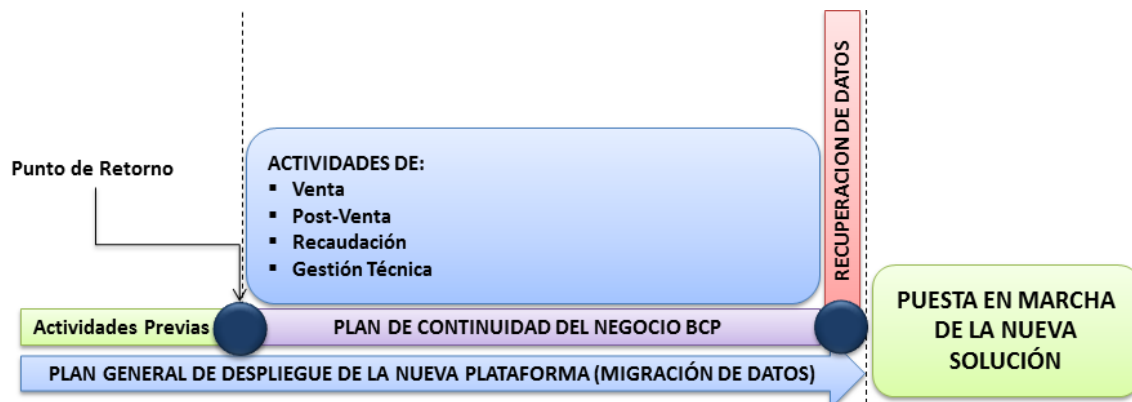 Punto de Retorno
ACTIVIDADES DE:
▪ Venta
▪ Post-Venta
▪ Recaudación
▪ Gestión Técnica
RECUPERACION DE DATOS
Actividades Previas
PLAN DE CONTINUIDAD DEL NEGOCIO BCP
PLAN GENERAL DE DESPLIEGUE DE LA NUEVA PLATAFORMA (MIGRACIÓN DE DATOS)
PUESTA EN MARCHA
DE LA NUEVA
SOLUCIÓN